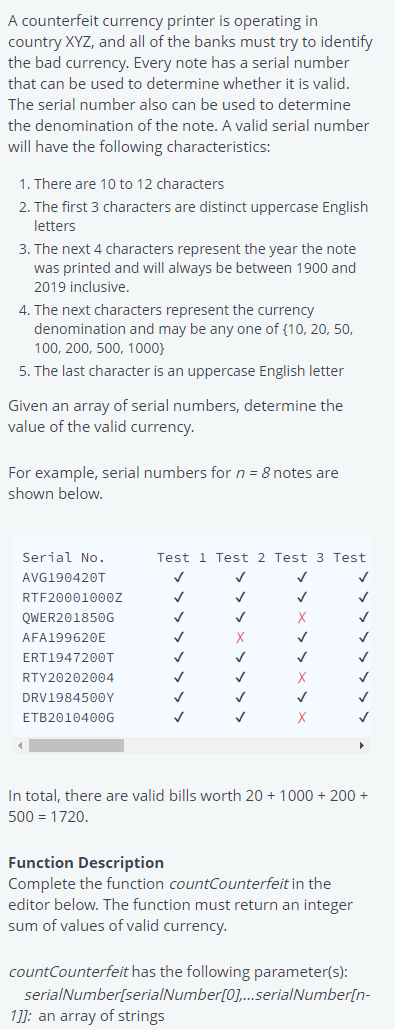 A counterfeit currency printer is operating in
country XYZ, and all of the banks must try to identify
the bad currency. Every note has a serial number
that can be used to determine whether it is valid.
The serial number also can be used to determine
the denomination of the note. A valid serial number
will have the following characteristics:
1. There are 10 to 12 characters
2. The first 3 characters are distinct uppercase English
letters
3. The next 4 characters represent the year the note
was printed and will always be between 1900 and
2019 inclusive.
4. The next characters represent the currency
denomination and may be any one of {10, 20, 50,
100, 200, 500, 1000}
5. The last character is an uppercase English letter
Given an array of serial numbers, determine the
value of the valid currency.
For example, serial numbers for n = 8 notes are
shown below.
Serial No. Test 1 Test 2 Test 3 Test
AVG190420T ✓ ✓ ✓ ✓
RTF20001000Z ✓ ✓ ✓ ✓
QWER201850G ✓ ✓ X ✓
AFA199620E ✓ X ✓ ✓
ERT1947200T ✓ ✓ ✓ ✓
RTY20202004 ✓ ✓ X ✓
DRV1984500Y ✓ ✓ ✓ ✓
ETB2010400G ✓ ✓ X ✓
In total, there are valid bills worth 20 + 1000 + 200 +
500 = 1720.
Function Description
Complete the function countCounterfeit in the
editor below. The function must return an integer
sum of values of valid currency.
countCounterfeit has the following parameter(s):
serialNumber[serialNumber[0],...serialNumber[n-
1]]: an array of strings